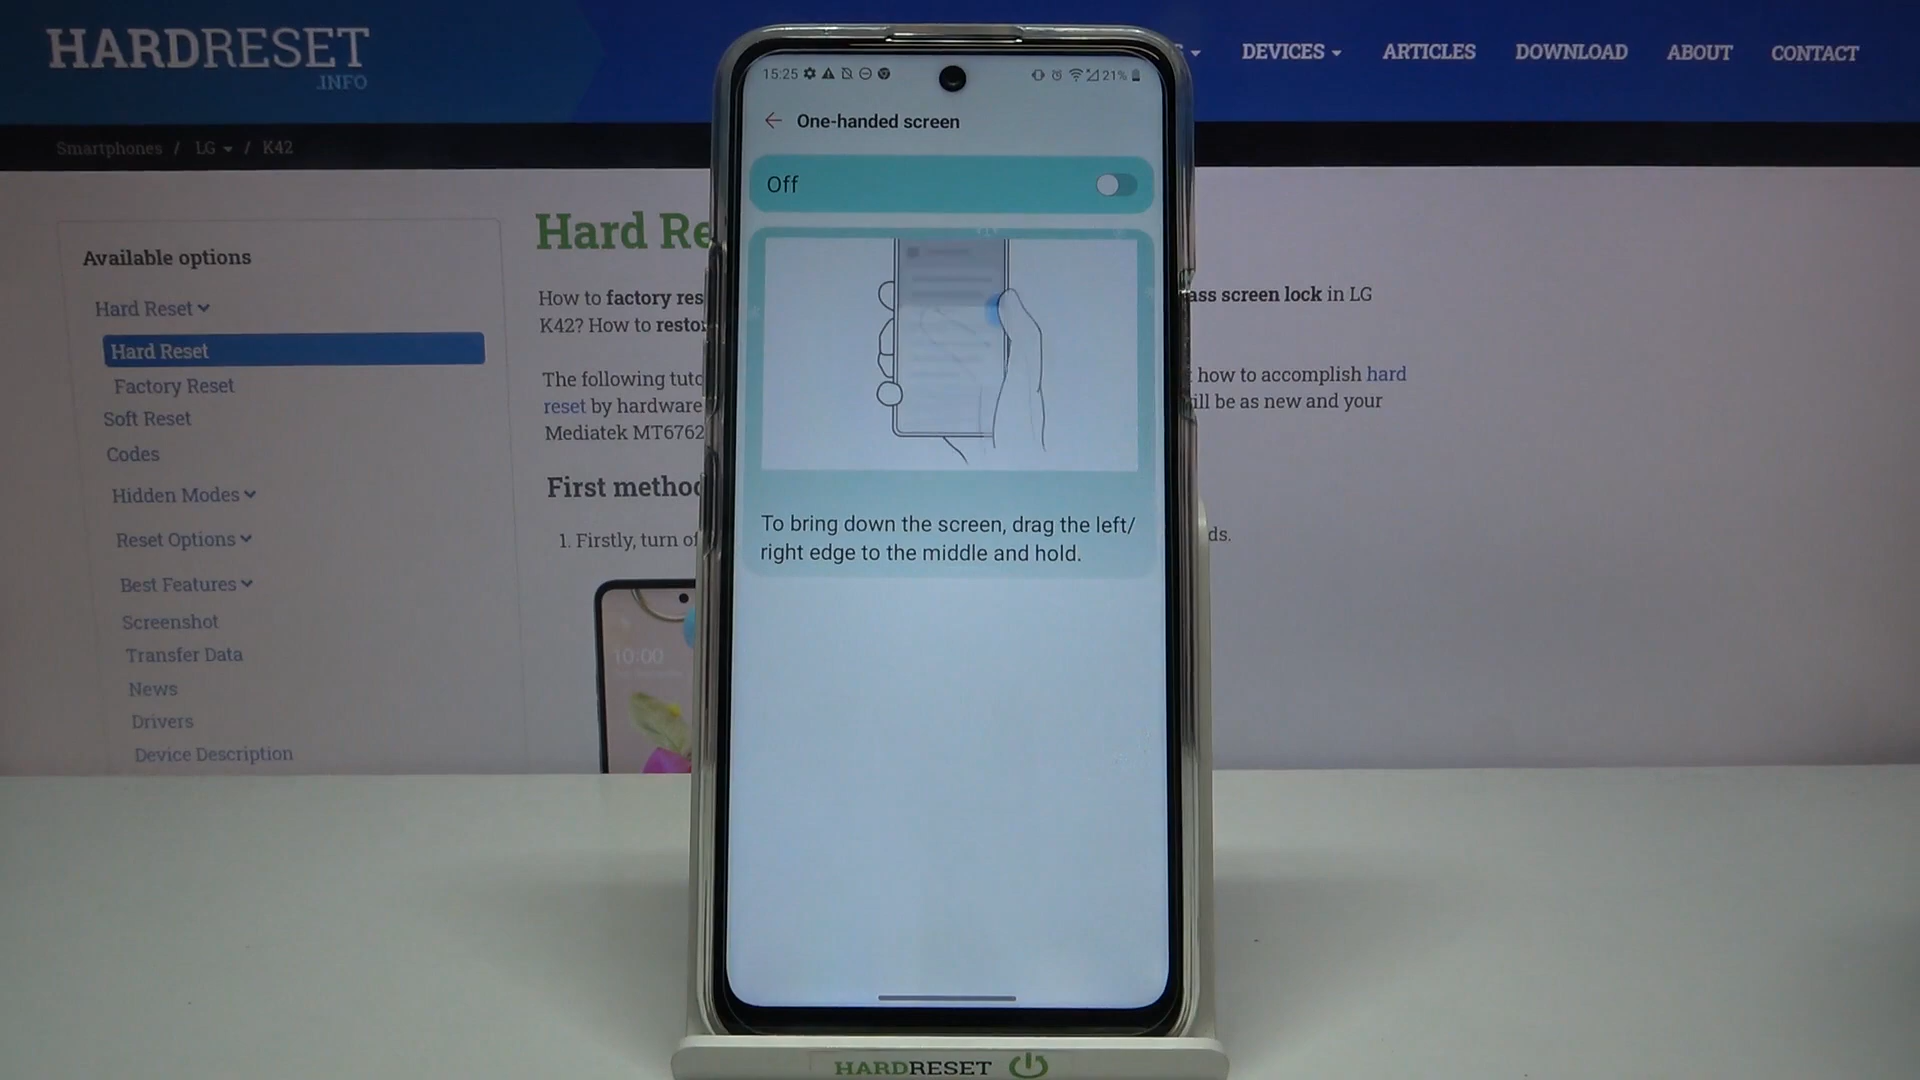 HARDRESET
.INFO
DEVICES
ARTICLES
DOWNLOAD
ABOUT
CONTACT
Smartphones / LG / K42
Available options
Hard Reset
Hard Reset
Factory Reset
Soft Reset
Codes
Hidden Modes
Reset Options
Best Features
Screenshot
Transfer Data
News
Drivers
Device Description
Hard Re
How to factory res
ass screen lock in LG
K42? How to resto
The following tuto
how to accomplish hard
reset by hardware
ill be as new and your
Mediatek MT6762
First method
1. Firstly, turn of
ds.
10:00
15:25
21%
One-handed screen
Off
To bring down the screen, drag the left/
right edge to the middle and hold.
HARDRESET